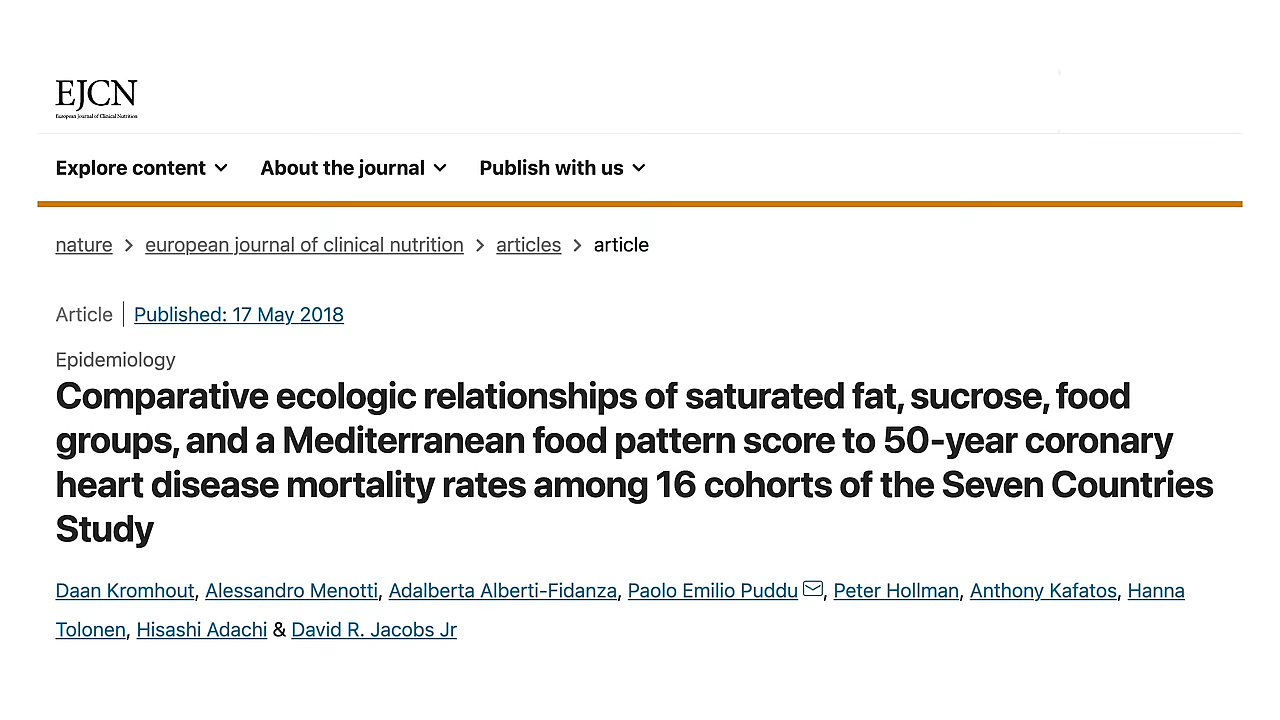 EJCN
European Journal of Clinical Nutrition
Explore content About the journal Publish with us
nature > european journal of clinical nutrition > articles > article
Article | Published: 17 May 2018
Epidemiology
Comparative ecologic relationships of saturated fat, sucrose, food
groups, and a Mediterranean food pattern score to 50-year coronary
heart disease mortality rates among 16 cohorts of the Seven Countries
Study
Daan Kromhout, Alessandro Menotti, Adalberta Alberti-Fidanza, Paolo Emilio Puddu, Peter Hollman, Anthony Kafatos, Hanna
Tolonen, Hisashi Adachi & David R. Jacobs Jr